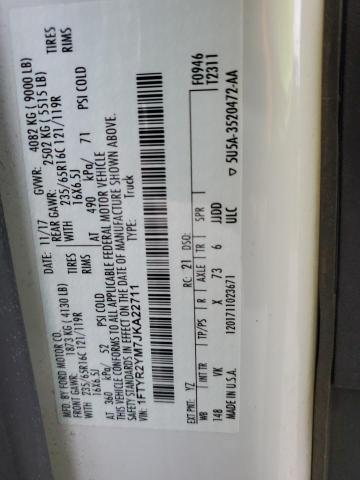 MFD. BY FORD MOTOR CO.
DATE: 11/17 GVWR: 4082 KG ( 9000 LB)
FRONT GAWR: 1873 KG ( 4130 LB) REAR GAWR: 2502 KG ( 5515 LB)
WITH 235/65R16C 121/119R TIRES WITH 235/65R16C 121/119R TIRES
16X6.5J RIMS 16X6.5J RIMS
AT 360 kPa/ 52 PSI COLD AT 490 kPa/ 71 PSI COLD
THIS VEHICLE CONFORMS TO ALL APPLICABLE FEDERAL MOTOR VEHICLE
SAFETY STANDARDS IN EFFECT ON THE DATE OF MANUFACTURE SHOWN ABOVE.
VIN: 1FTYR2YM7JKA22711
TYPE: Truck
F0946
T2311
EXT PNT: YZ RC: 21 DSO:
WB INT TR TP/PS R AXLE TR SPR
148 VK X 73 6 JJDD
MADE IN U.S.A. 1201711023671 ULC
5U5A-3520472-AA